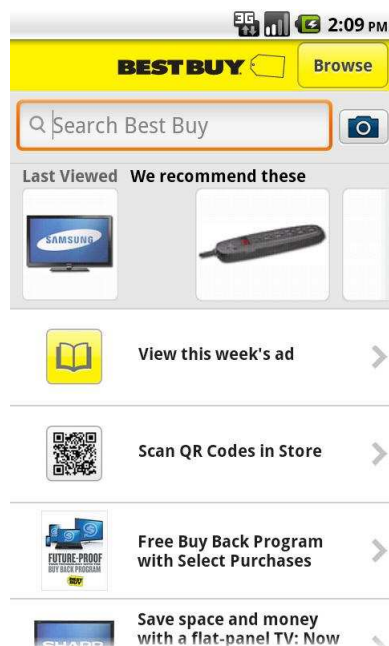 3G 2:09 PM
BEST BUY Browse
Search Best Buy
Last Viewed We recommend these
SAMSUNG
View this week's ad
Scan QR Codes in Store
FUTURE-PROOF
BUY BACK PROGRAM
Free Buy Back Program
with Select Purchases
SHARP
Save space and money
with a flat-panel TV: Now